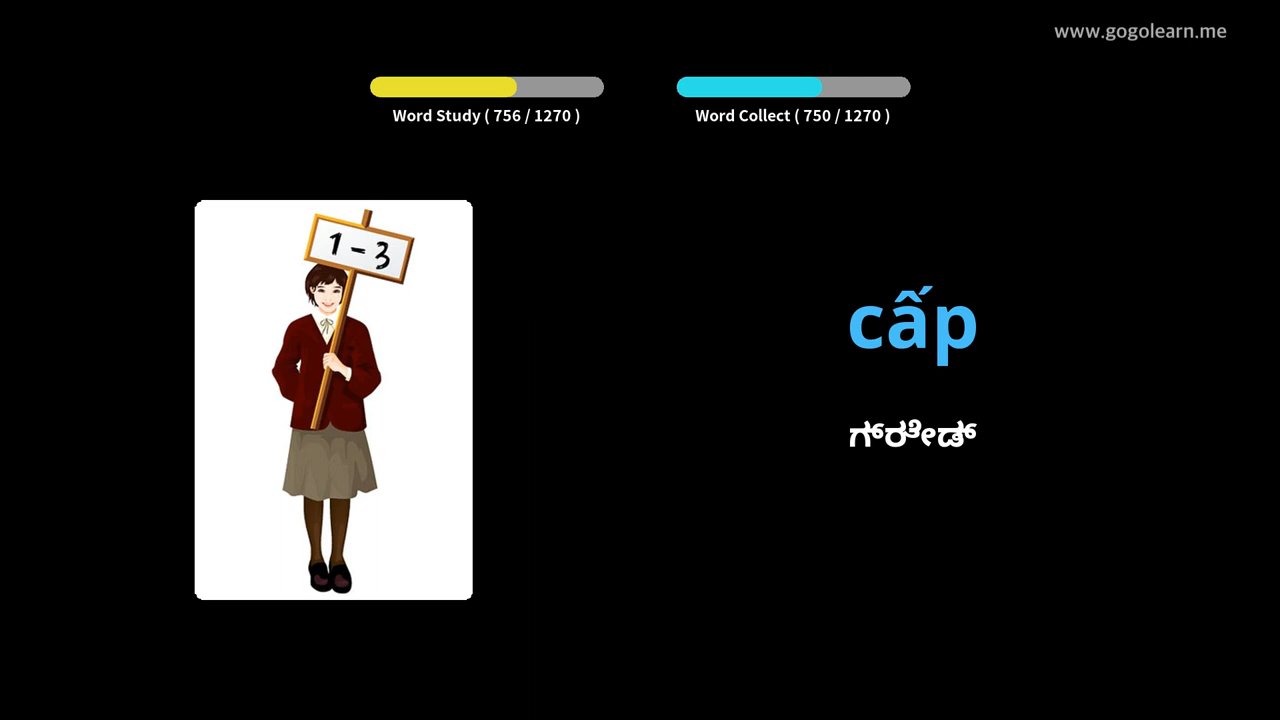 www.gogolearn.me
Word Study ( 756 / 1270 )
Word Collect ( 750 / 1270 )
1 - 3
cấp
ಗ್ರೇಡ್